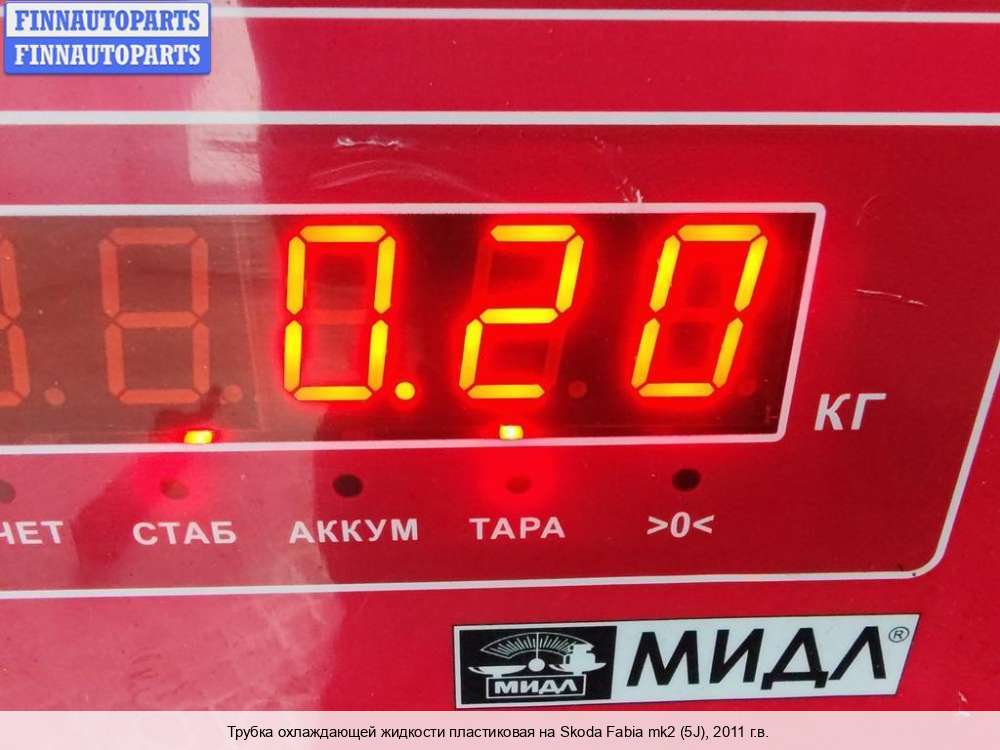 FINNAUTOPARTS
FINNAUTOPARTS
0.20
КГ
СТАБ АККУМ ТАРА >0<
МИДЛ МИДЛ®
Трубка охлаждающей жидкости пластиковая на Skoda Fabia mk2 (5J), 2011 г.в.